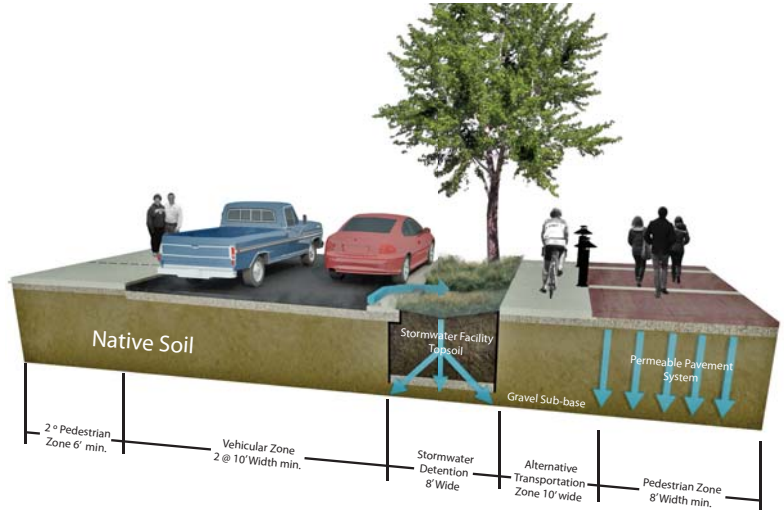 Native Soil
Stormwater Facility
Topsoil
Permeable Pavement
System
Gravel Sub-base
2º Pedestrian
Zone 6' min.
Vehicular Zone
2 @ 10' Width min.
Stormwater
Detention
8' Wide
Alternative
Transportation
Zone 10' wide
Pedestrian Zone
8' Width min.